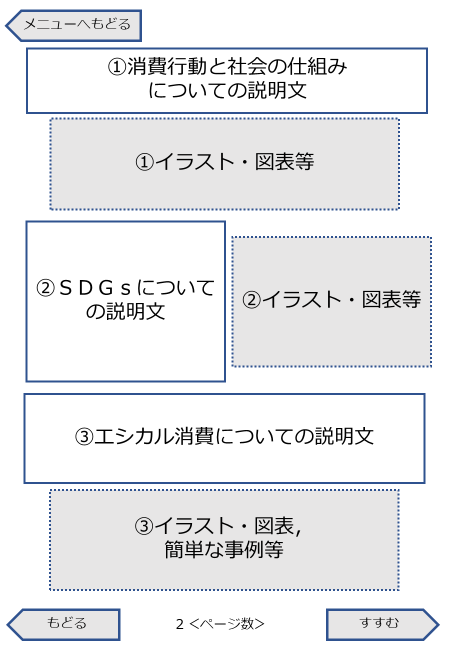 メニューへもどる
①消費行動と社会の仕組み
についての説明文
①イラスト・図表等
②ＳＤＧｓについて
の説明文
②イラスト・図表等
③エシカル消費についての説明文
③イラスト・図表，
簡単な事例等
もどる
2 <ページ数>
すすむ